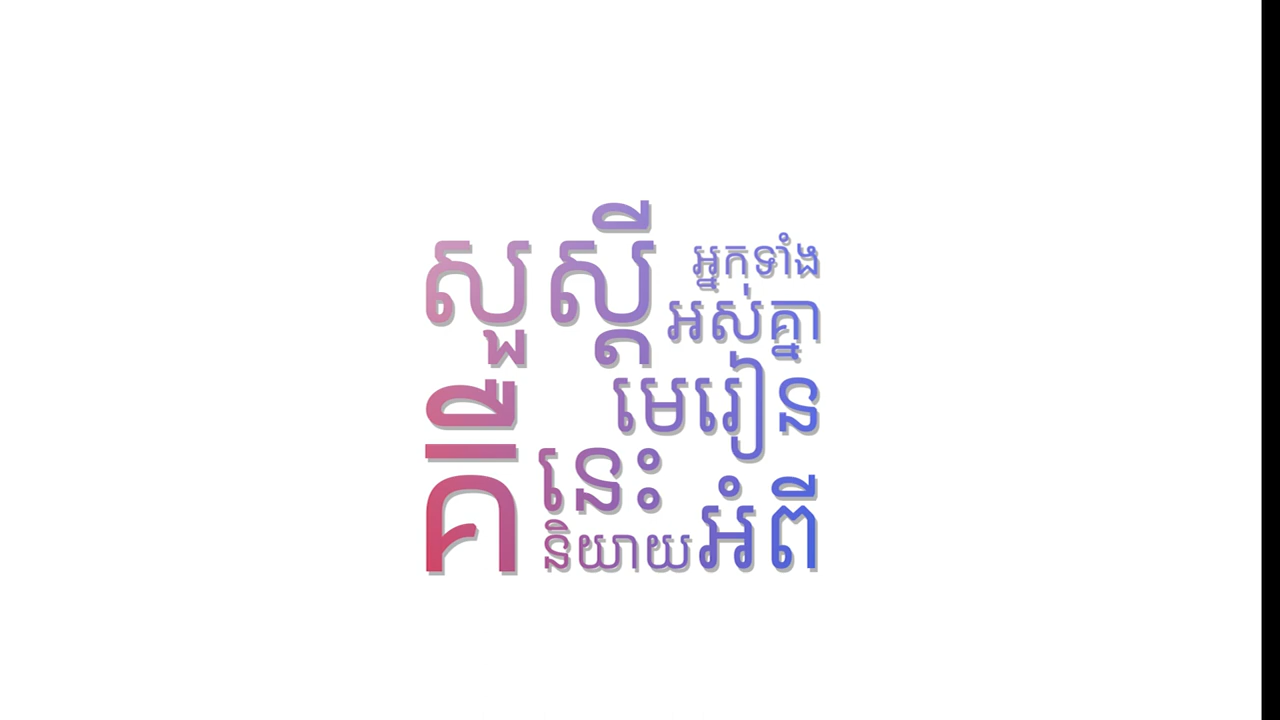 សួស្តី
អ្នកទាំង
អស់គ្នា
មេរៀន
នេះ
គឺ
និយាយ
អំពី